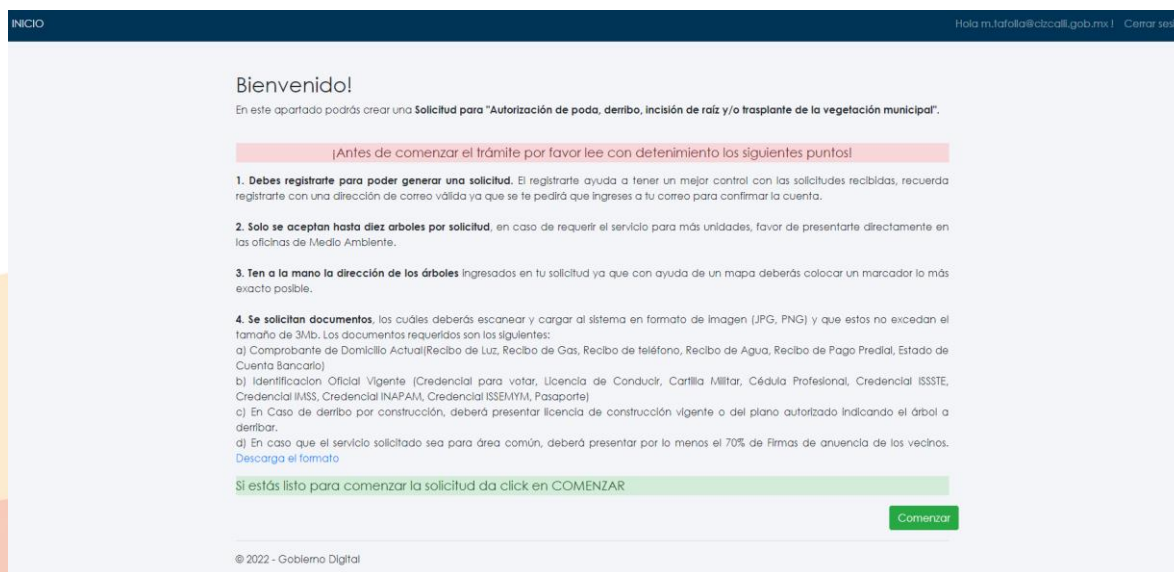 INICIO
Hola m.tafolla@cizcalli.gob.mx ! Cerrar ses
Bienvenido!
En este apartado podrás crear una Solicitud para "Autorización de poda, derribo, incisión de raíz y/o trasplante de la vegetación municipal".
¡Antes de comenzar el trámite por favor lee con detenimiento los siguientes puntos!
1. Debes registrarte para poder generar una solicitud. El registrarte ayuda a tener un mejor control con las solicitudes recibidas, recuerda
registrarte con una dirección de correo válida ya que se te pedirá que ingreses a tu correo para confirmar la cuenta.
2. Solo se aceptan hasta diez arboles por solicitud, en caso de requerir el servicio para más unidades, favor de presentarte directamente en
las oficinas de Medio Ambiente.
3. Ten a la mano la dirección de los árboles ingresados en tu solicitud ya que con ayuda de un mapa deberás colocar un marcador lo más
exacto posible.
4. Se solicitan documentos, los cuáles deberás escanear y cargar al sistema en formato de imagen (JPG, PNG) y que estos no excedan el
tamaño de 3Mb. Los documentos requeridos son los siguientes:
a) Comprobante de Domicilio Actual(Recibo de Luz, Recibo de Gas, Recibo de teléfono, Recibo de Agua, Recibo de Pago Predial, Estado de
Cuenta Bancario)
b) Identificacion Oficial Vigente (Credencial para votar, Licencia de Conducir, Cartilla Militar, Cédula Profesional, Credencial ISSSTE,
Credencial IMSS, Credencial INAPAM, Credencial ISSEMYM, Pasaporte)
c) En Caso de derribo por construcción, deberá presentar licencia de construcción vigente o del plano autorizado indicando el árbol a
derribar.
d) En caso que el servicio solicitado sea para área común, deberá presentar por lo menos el 70% de Firmas de anuencia de los vecinos.
Descarga el formato
Si estás listo para comenzar la solicitud da click en COMENZAR
Comenzar
© 2022 - Gobierno Digital